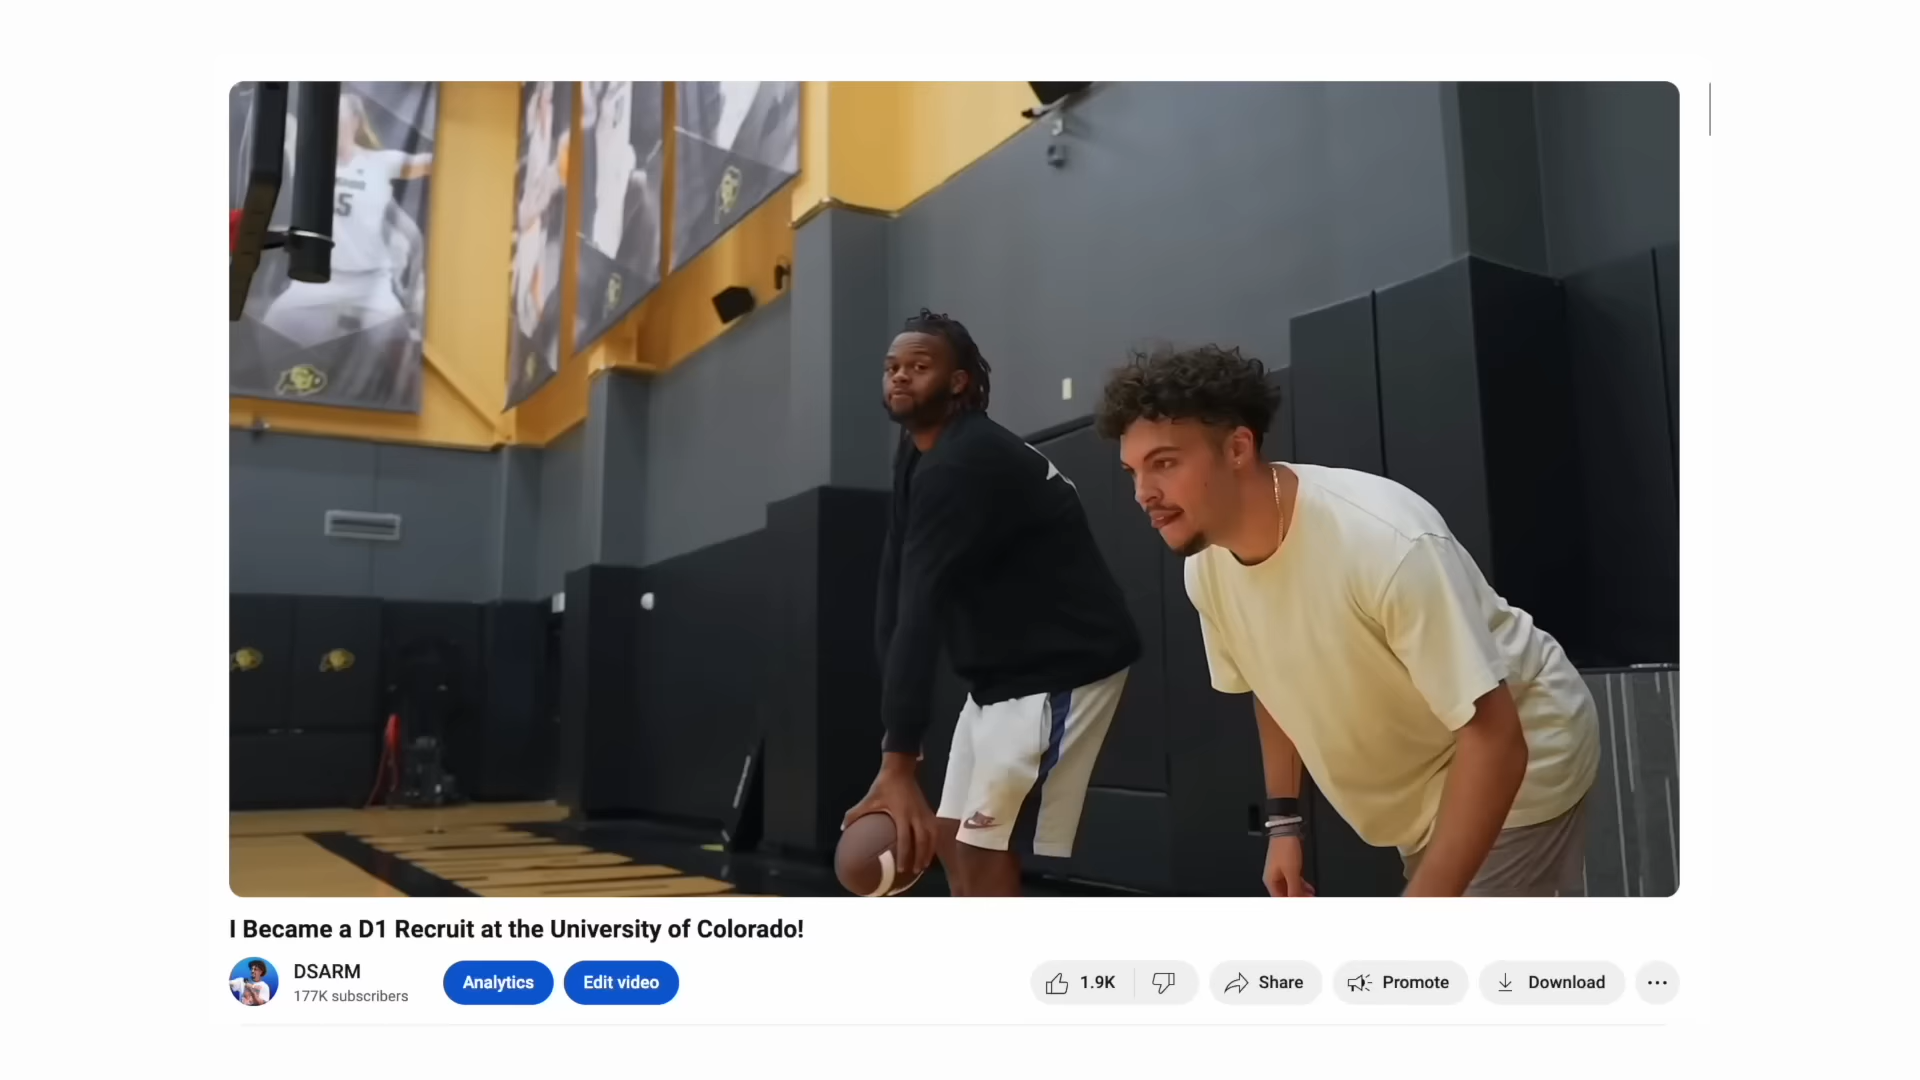 5
I Became a D1 Recruit at the University of Colorado!
DSARM
177K subscribers
Analytics
Edit video
1.9K
Share
Promote
Download